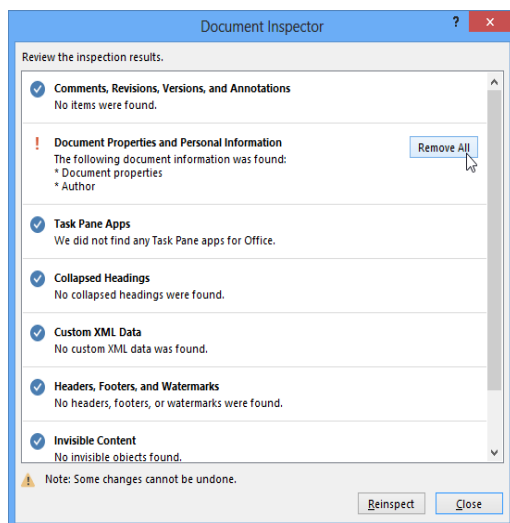 Document Inspector
?
Review the inspection results.
Comments, Revisions, Versions, and Annotations
No items were found.
Document Properties and Personal Information
Remove All
The following document information was found:
* Document properties
* Author
Task Pane Apps
We did not find any Task Pane apps for Office.
Collapsed Headings
No collapsed headings were found.
Custom XML Data
No custom XML data was found.
Headers, Footers, and Watermarks
No headers, footers, or watermarks were found.
Invisible Content
No invisible objects found.
Note: Some changes cannot be undone.
Reinspect
Close